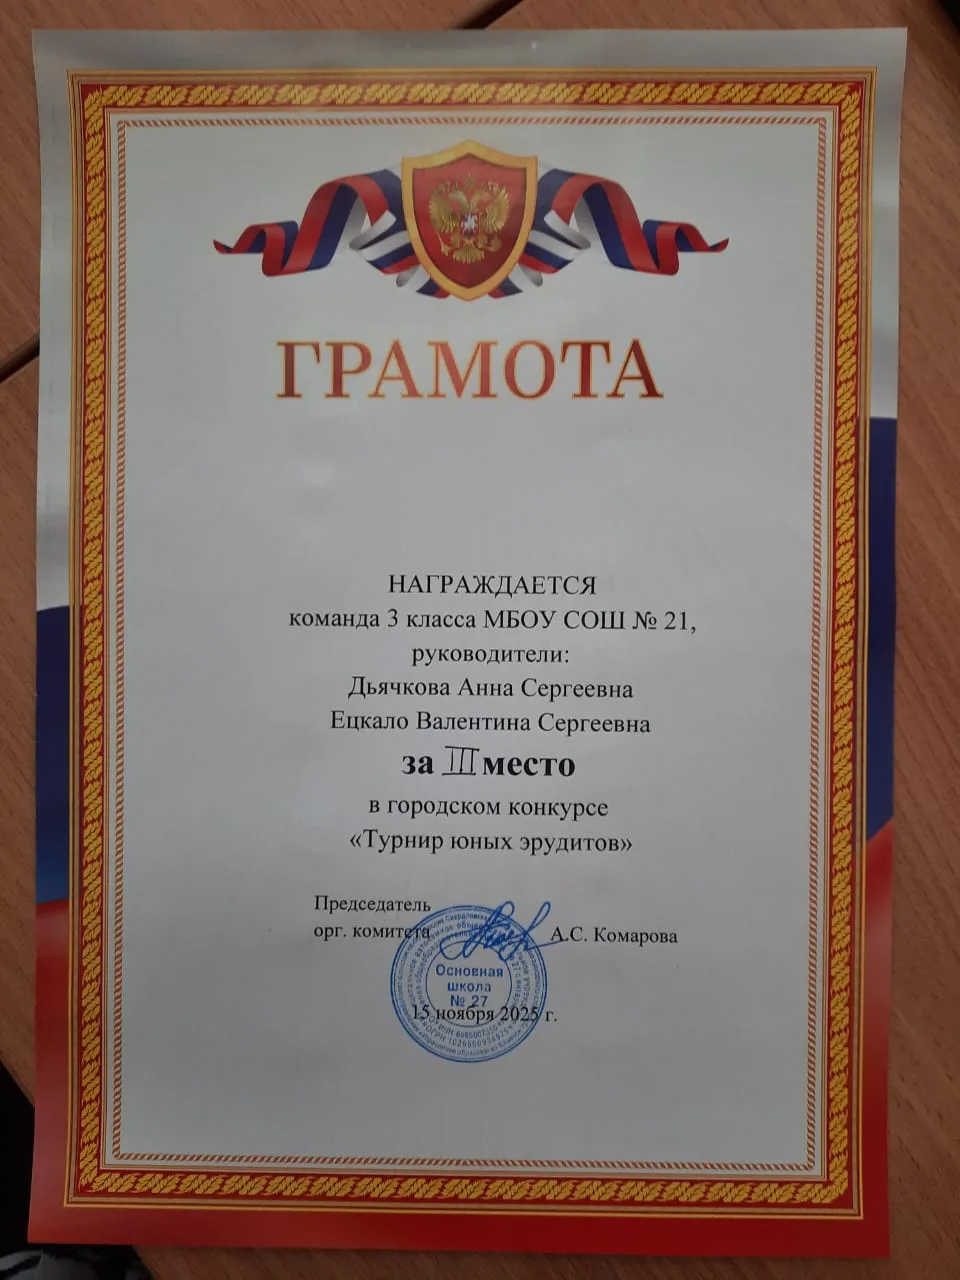 ГРАМОТА
НАГРАЖДАЕТСЯ
команда 3 класса МБОУ СОШ № 21,
руководители:
Дьячкова Анна Сергеевна
Ецкало Валентина Сергеевна
за III место
в городском конкурсе
«Турнир юных эрудитов»
Председатель
орг. комитета
А.С. Комарова
Основная
школа
№ 27
15 ноября 2025 г.